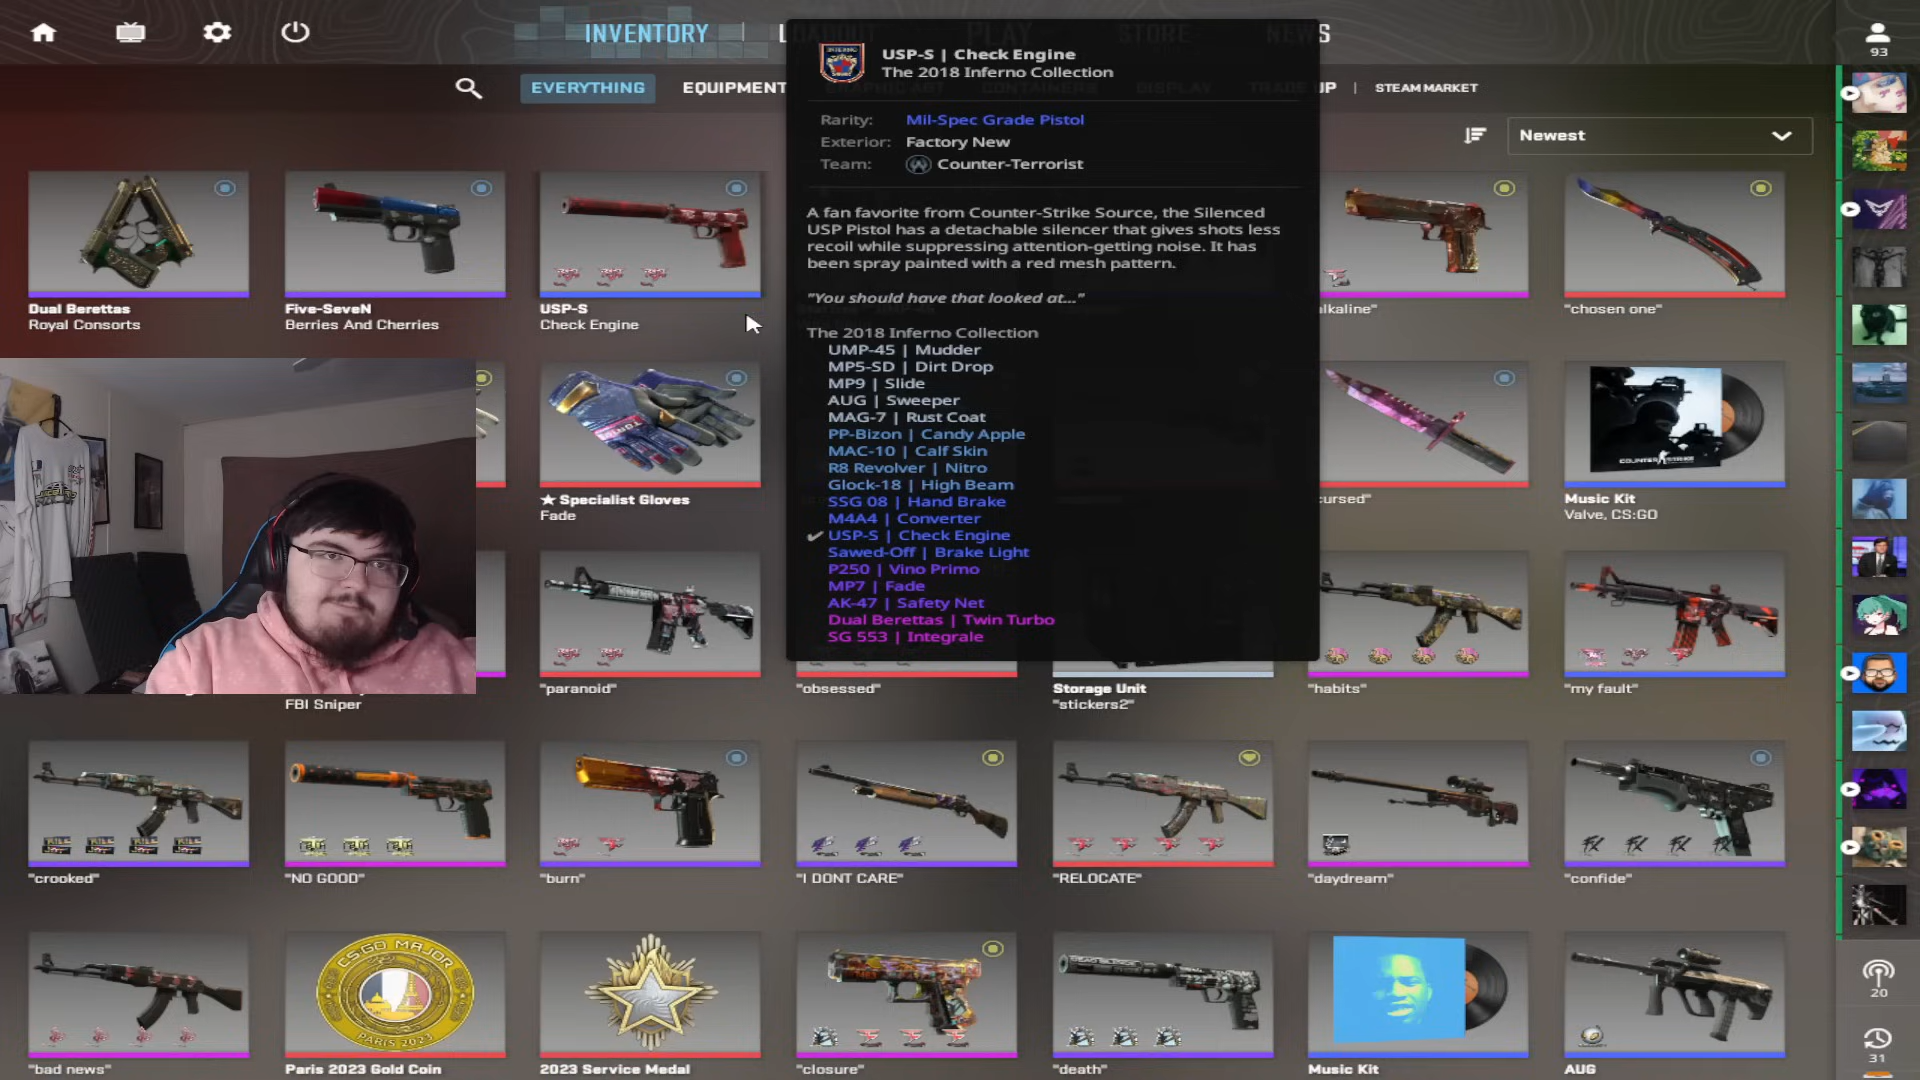 INVENTORY
NEWS
93
EVERYTHING
EQUIPMENT
STEAM MARKET
Newest
USP-S | Check Engine
The 2018 Inferno Collection
Rarity: Mil-Spec Grade Pistol
Exterior: Factory New
Team: Counter-Terrorist
A fan favorite from Counter-Strike Source, the Silenced
USP Pistol has a detachable silencer that gives shots less
recoil while suppressing attention-getting noise. It has
been spray painted with a red mesh pattern.
"You should have that looked at..."
The 2018 Inferno Collection
UMP-45 | Mudder
MP5-SD | Dirt Drop
MP9 | Slide
AUG | Sweeper
MAG-7 | Rust Coat
PP-Bizon | Candy Apple
MAC-10 | Calf Skin
R8 Revolver | Nitro
Glock-18 | High Beam
SSG 08 | Hand Brake
M4A4 | Converter
USP-S | Check Engine
Sawed-Off | Brake Light
P250 | Vino Primo
MP7 | Fade
AK-47 | Safety Net
Dual Berettas | Twin Turbo
SG 553 | Integrale
Dual Berettas
Royal Consorts
Five-SeveN
Berries And Cherries
USP-S
Check Engine
"chosen one"
★ Specialist Gloves
Fade
COUNTER STRIKE
Music Kit
Valve, CS:GO
FBI Sniper
"paranoid"
"obsessed"
Storage Unit
"stickers2"
"habits"
"my fault"
"crooked"
"NO GOOD"
"burn"
"I DONT CARE"
"RELOCATE"
"daydream"
"confide"
CS:GO MAJOR
PARIS 2023
"bad news"
Paris 2023 Gold Coin
2023 Service Medal
"closure"
"death"
Music Kit
AUG
20
31